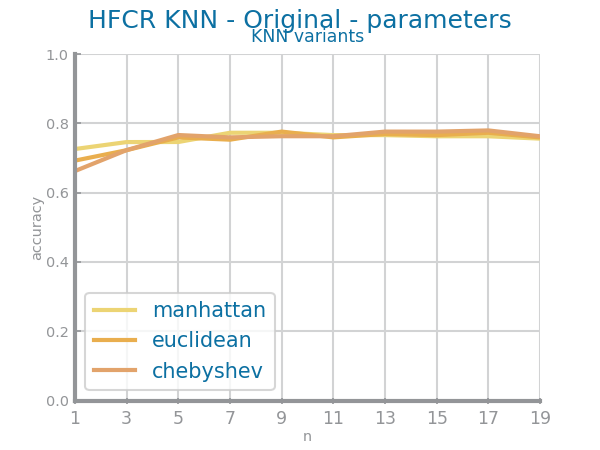 HFCR KNN - Original - parameters
KNN variants
1.0
0.8
0.6
0.4
0.2
0.0
accuracy
manhattan
euclidean
chebyshev
1 3 5 7 9 11 13 15 17 19
n